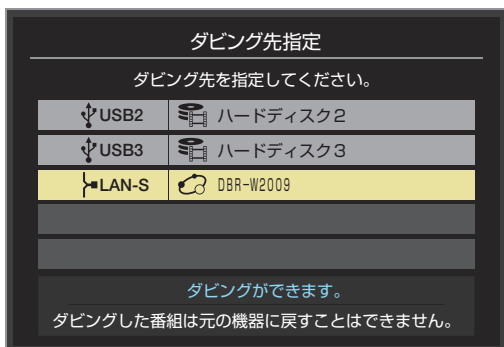 ダビング先指定
ダビング先を指定してください。
USB2 ハードディスク2
USB3 ハードディスク3
LAN-S DBR-W2009
ダビングができます。
ダビングした番組は元の機器に戻すことはできません。